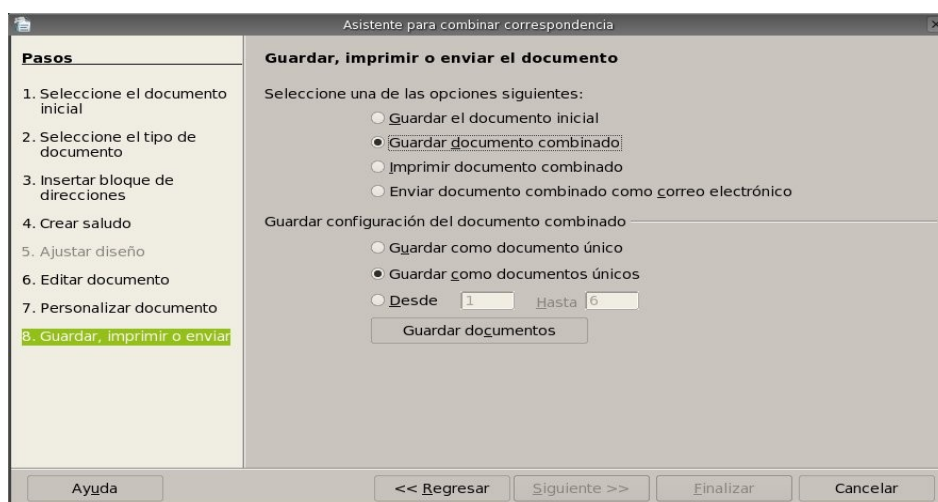 Asistente para combinar correspondencia
Pasos
1. Seleccione el documento
inicial
2. Seleccione el tipo de
documento
3. Insertar bloque de
direcciones
4. Crear saludo
5. Ajustar diseño
6. Editar documento
7. Personalizar documento
8. Guardar, imprimir o enviar
Guardar, imprimir o enviar el documento
Seleccione una de las opciones siguientes:
Guardar el documento inicial
Guardar documento combinado
Imprimir documento combinado
Enviar documento combinado como correo electrónico
Guardar configuración del documento combinado
Guardar como documento único
Guardar como documentos únicos
Desde 1 Hasta 6
Guardar documentos
Ayuda << Regresar Siguiente >> Finalizar Cancelar